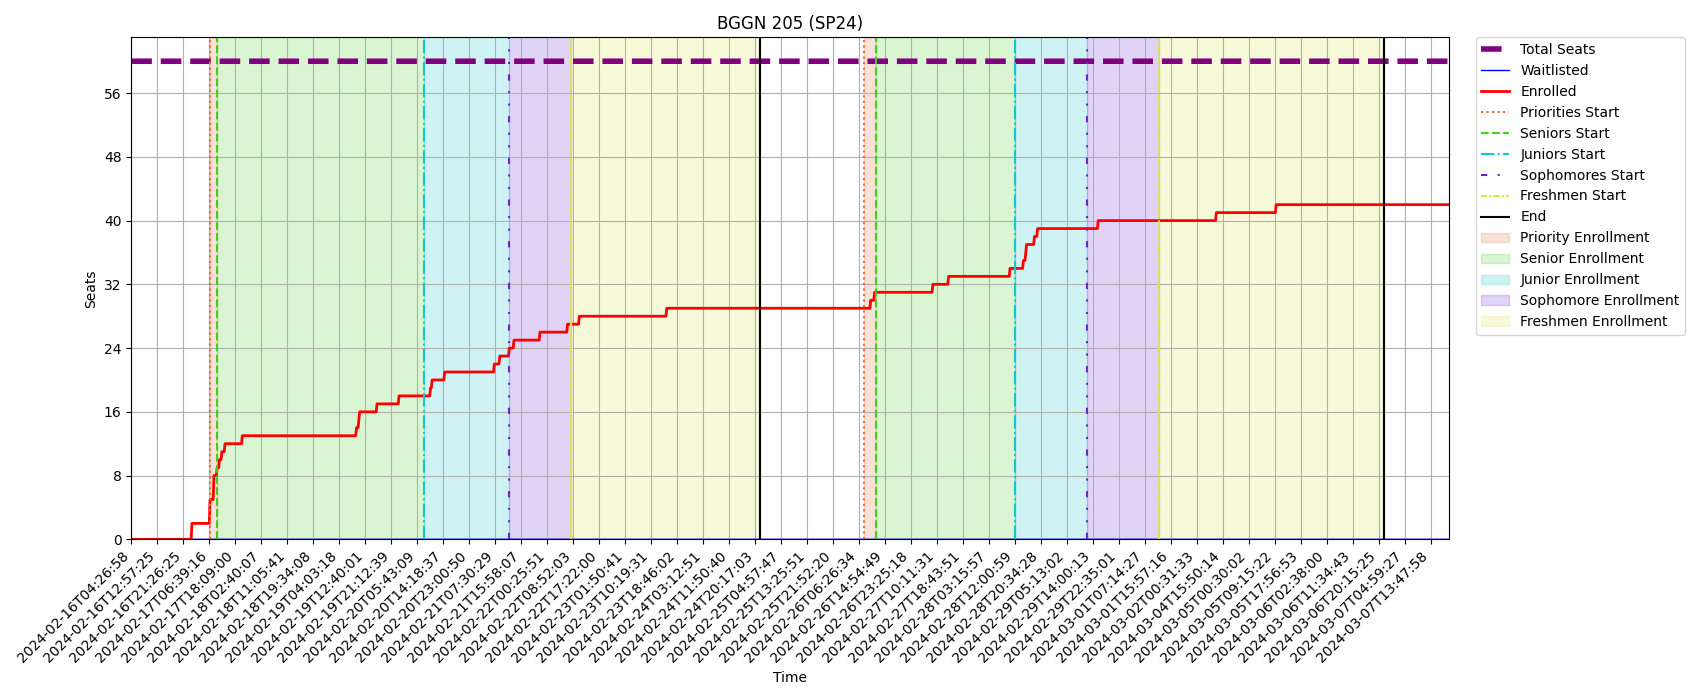 BGGN 205 (SP24)
Total Seats
Waitlisted
Enrolled
Priorities Start
Seniors Start
Juniors Start
Sophomores Start
Freshmen Start
End
Priority Enrollment
Senior Enrollment
Junior Enrollment
Sophomore Enrollment
Freshmen Enrollment
Seats
56
48
40
32
24
16
8
0
2024-02-16T04:26:58
2024-02-16T12:57:25
2024-02-16T21:26:25
2024-02-17T06:39:16
2024-02-17T18:09:00
2024-02-18T02:40:07
2024-02-18T11:05:41
2024-02-18T19:34:08
2024-02-19T04:03:18
2024-02-19T12:40:01
2024-02-19T21:12:39
2024-02-20T05:43:09
2024-02-20T14:18:37
2024-02-20T23:00:50
2024-02-21T07:30:29
2024-02-21T15:58:07
2024-02-22T00:25:51
2024-02-22T08:52:03
2024-02-22T17:22:00
2024-02-23T01:50:41
2024-02-23T10:19:31
2024-02-23T18:46:02
2024-02-24T03:12:51
2024-02-24T11:50:40
2024-02-24T20:17:03
2024-02-25T04:57:47
2024-02-25T13:25:51
2024-02-25T21:52:20
2024-02-26T06:26:34
2024-02-26T14:54:49
2024-02-26T23:25:18
2024-02-27T10:11:31
2024-02-27T18:43:51
2024-02-28T03:15:57
2024-02-28T12:00:59
2024-02-28T20:34:28
2024-02-29T05:13:02
2024-02-29T14:00:13
2024-02-29T22:35:01
2024-03-01T07:14:27
2024-03-01T15:57:16
2024-03-02T00:31:33
2024-03-04T15:50:14
2024-03-05T00:30:02
2024-03-05T09:15:22
2024-03-05T17:56:53
2024-03-06T02:38:00
2024-03-06T11:34:43
2024-03-06T20:15:25
2024-03-07T04:59:27
2024-03-07T13:47:58
Time